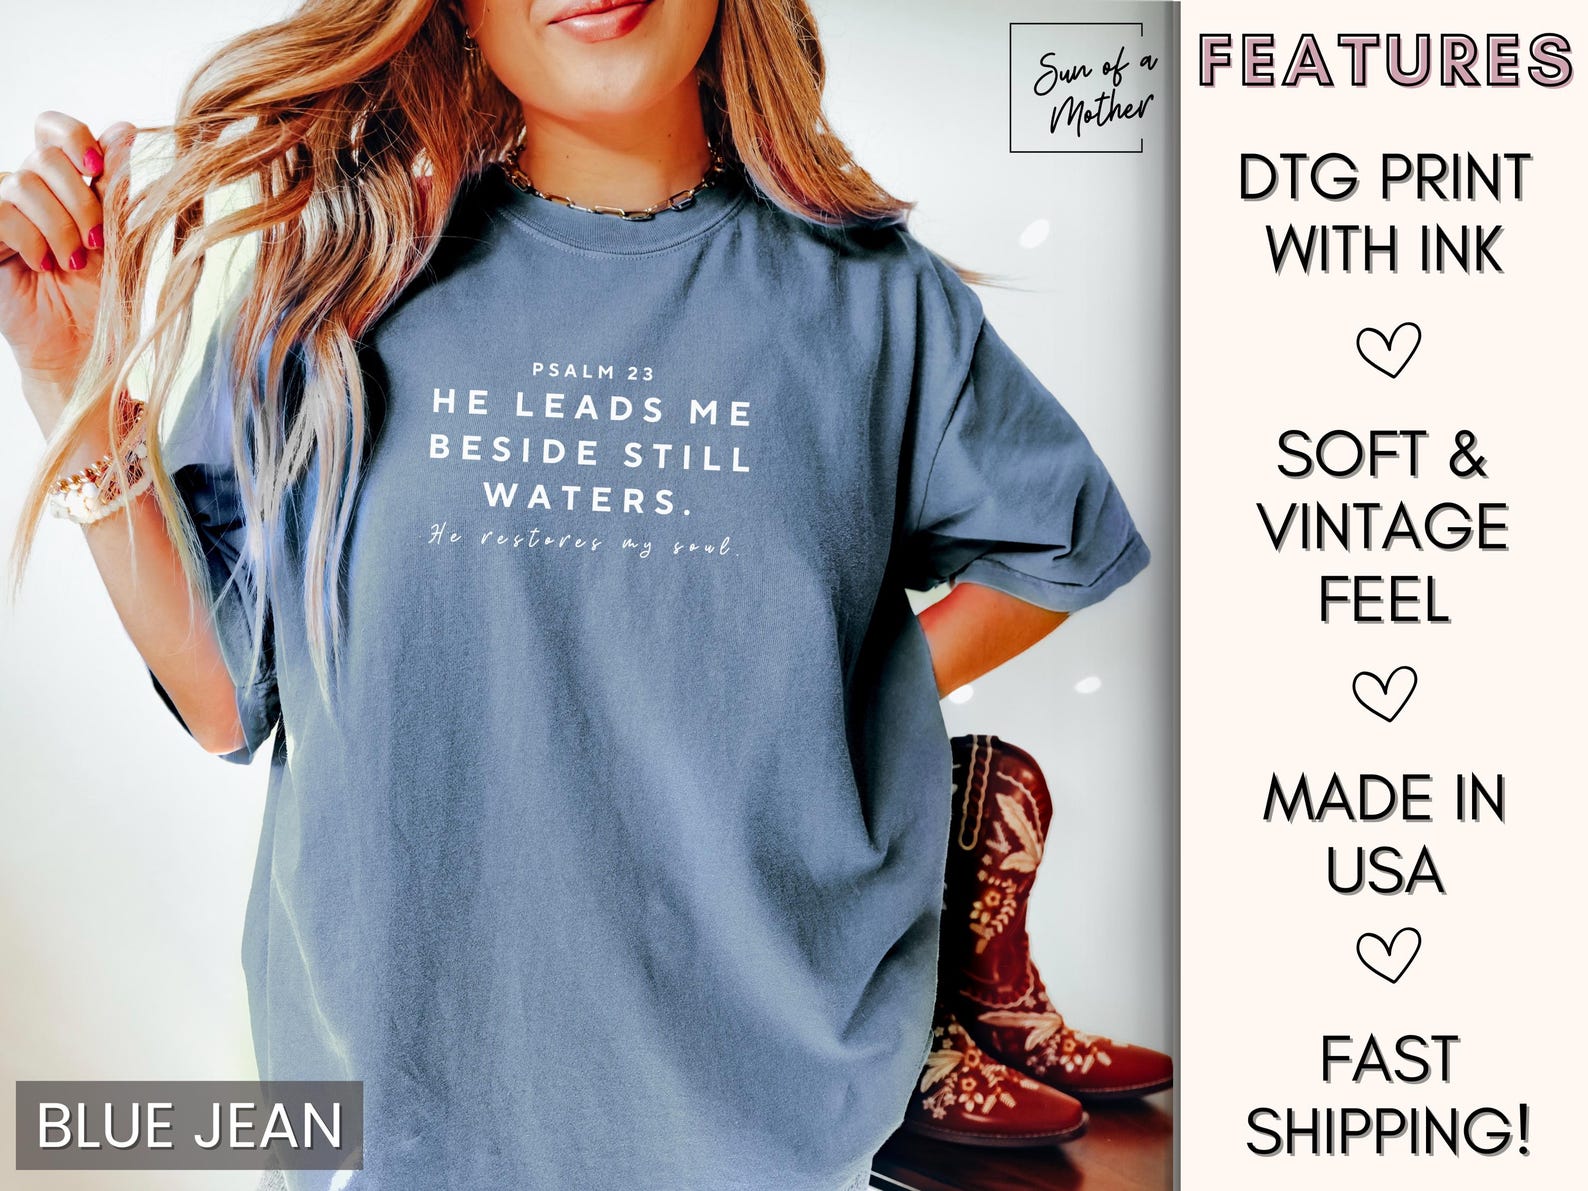 PSALM 23
HE LEADS ME
BESIDE STILL
WATERS.
He restores my soul.
Sun of a
Mother
BLUE JEAN
FEATURES
DTG PRINT
WITH INK
SOFT &
VINTAGE
FEEL
MADE IN
USA
FAST
SHIPPING!